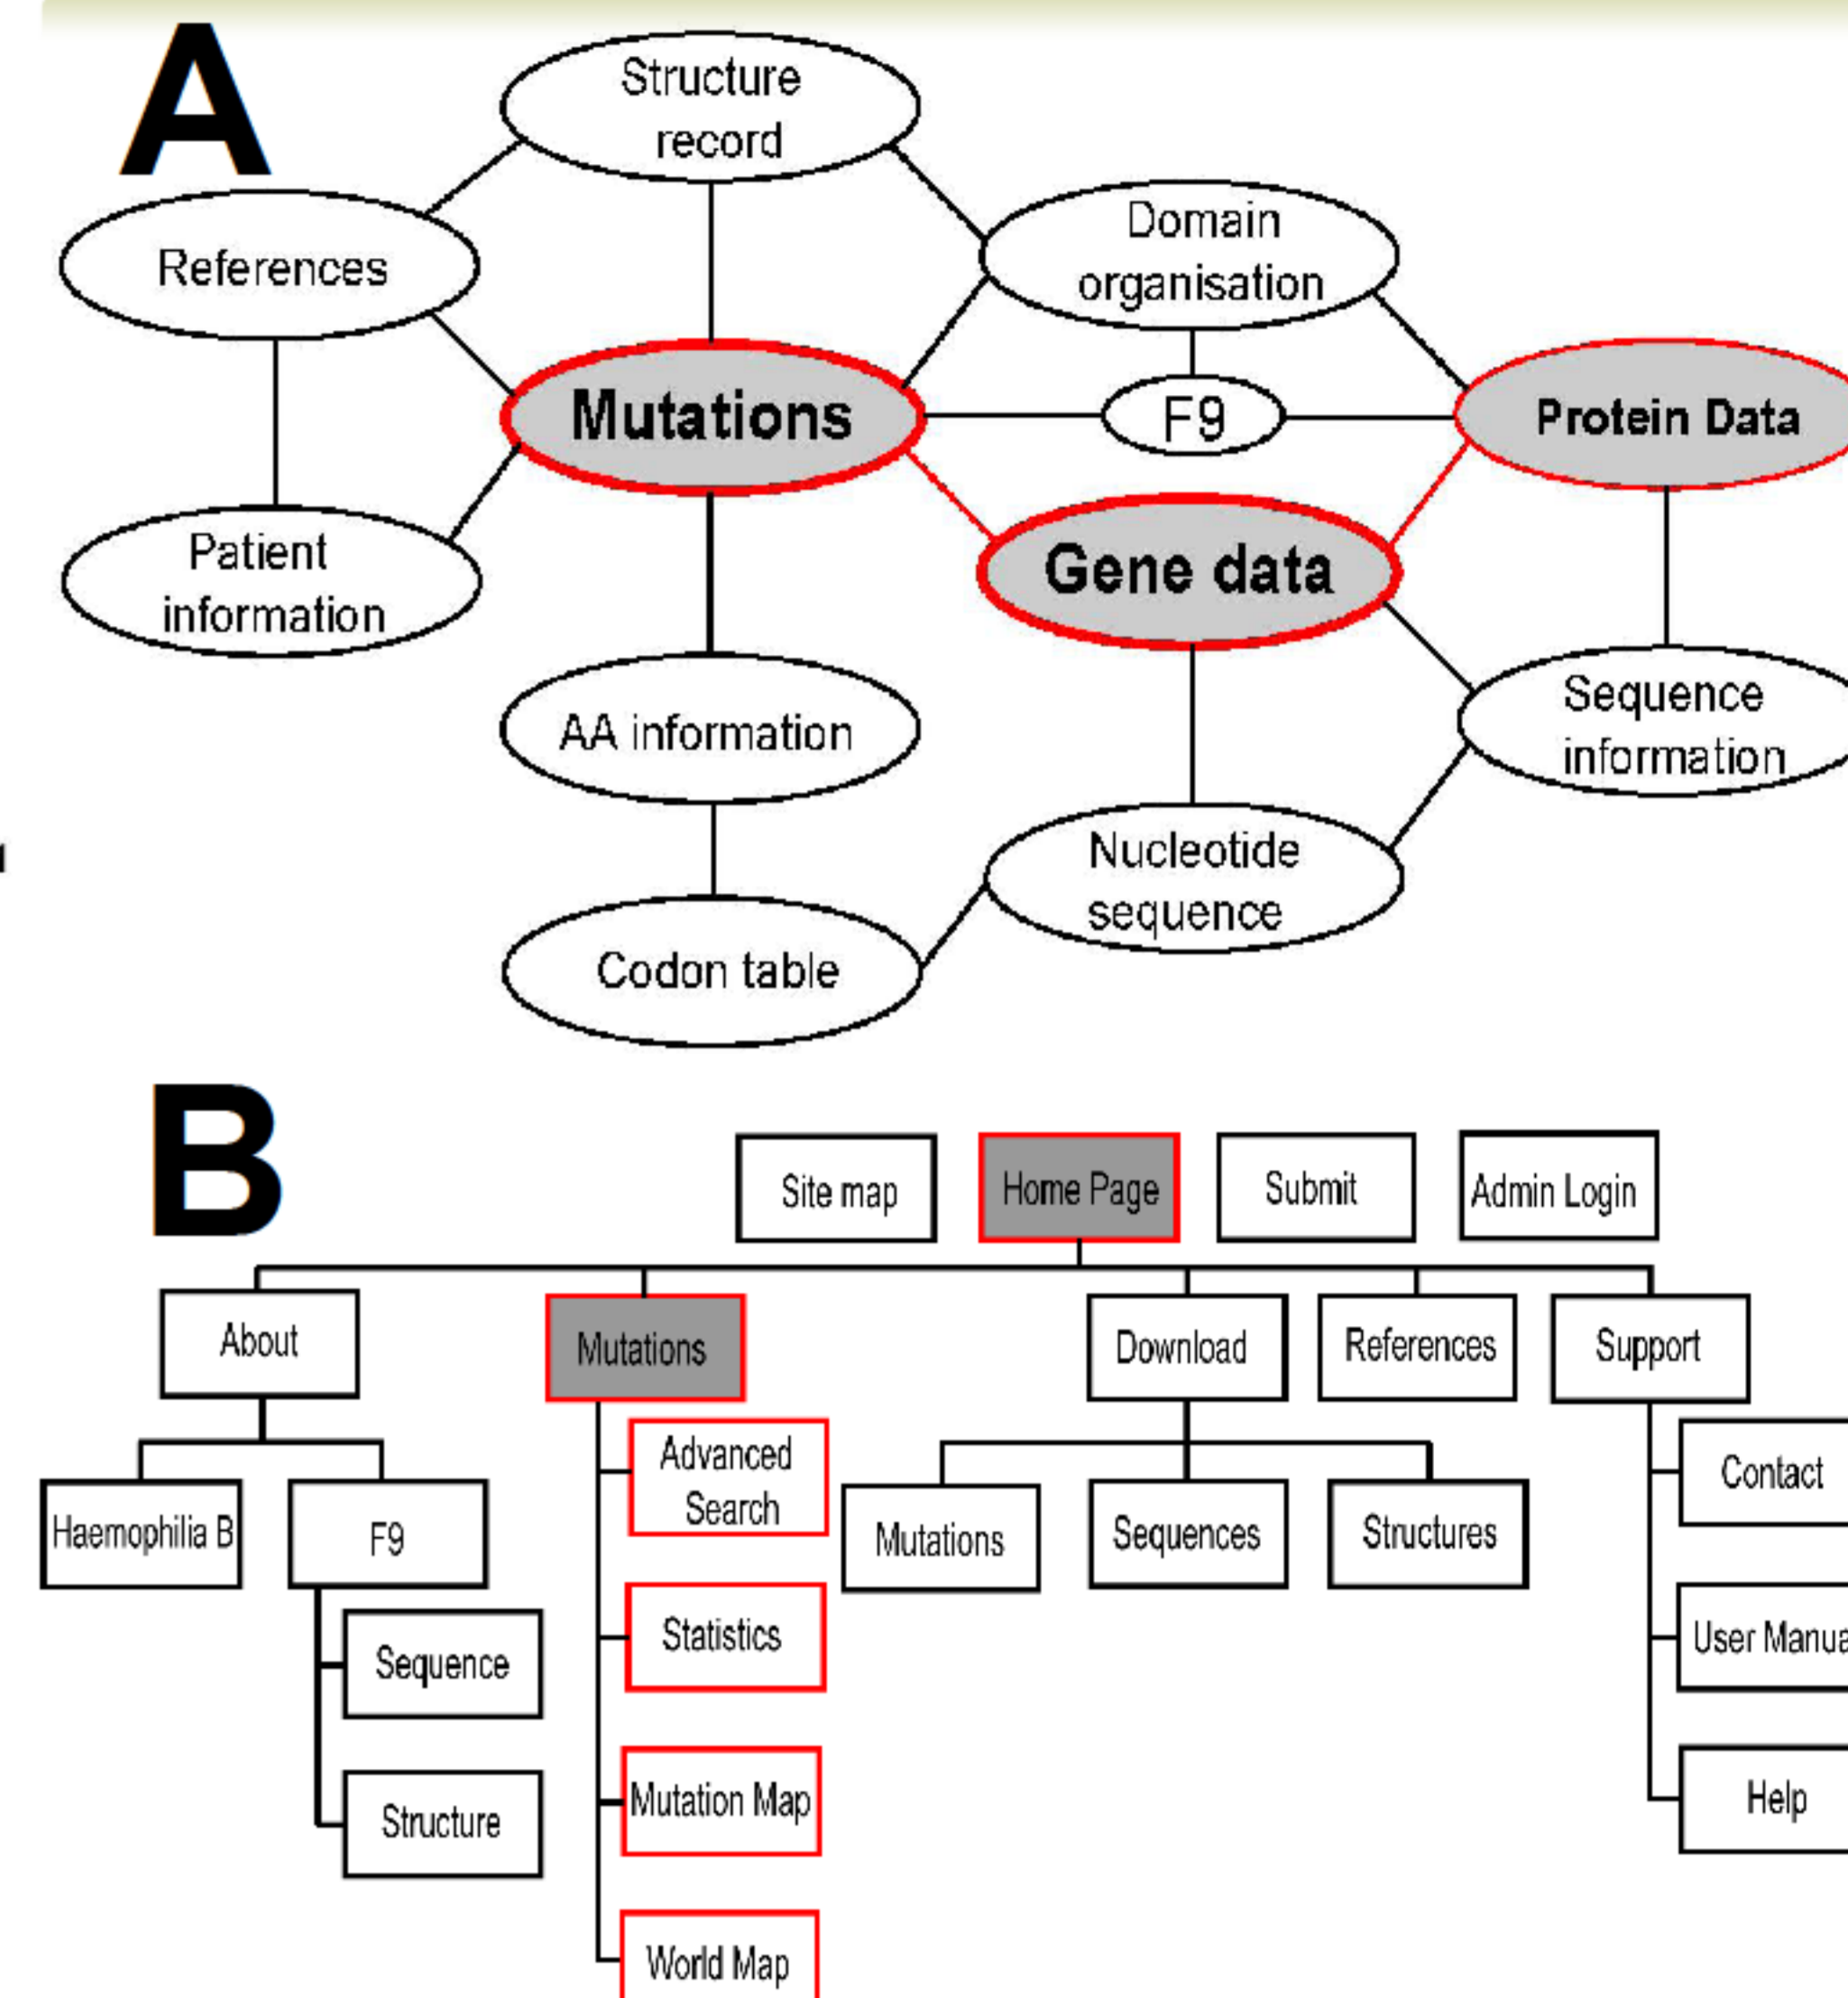 A
Structure
record
References
Domain
organisation
Mutations
F9
Protein Data
Patient
information
Gene data
AA information
Sequence
information
Nucleotide
sequence
Codon table
B
Site map
Home Page
Submit
Admin Login
About
Mutations
Download
References
Support
Advanced
Search
Contact
Haemophilia B
F9
Mutations
Sequences
Structures
Statistics
User Manua
Sequence
Mutation Map
Help
Structure
World Map